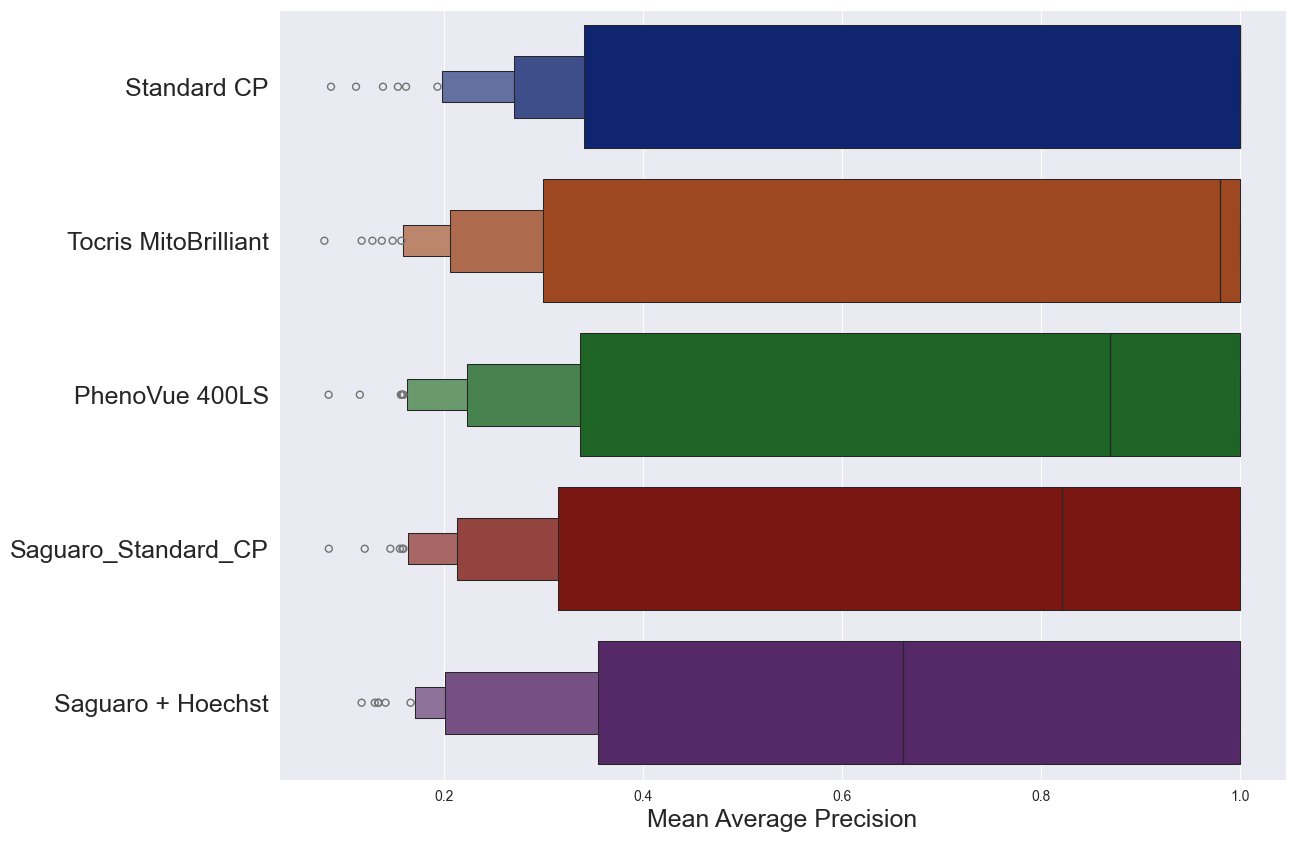 Standard CP
Tocris MitoBrilliant
PhenoVue 400LS
Saguaro_Standard_CP
Saguaro + Hoechst
0.2 0.4 0.6 0.8 1.0
Mean Average Precision